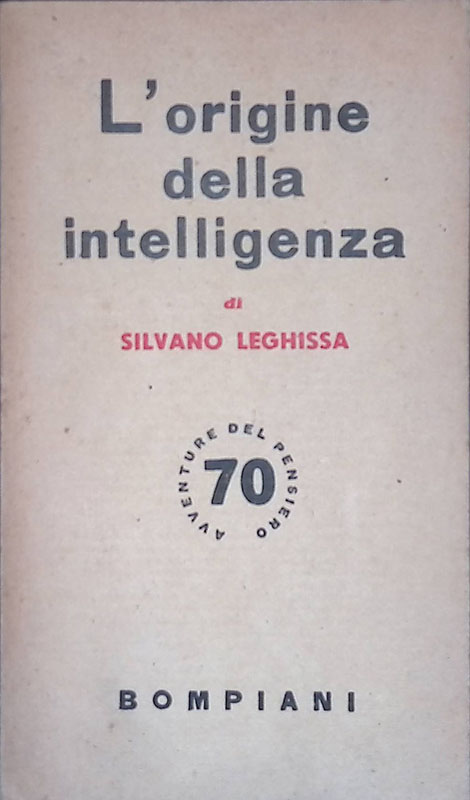 L'origine
della
intelligenza
di
SILVANO LEGHISSA
AVVENTURE DEL PENSIERO
70
BOMPIANI